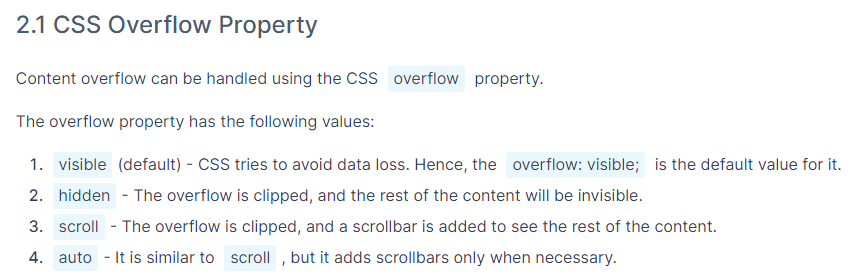 2.1 CSS Overflow Property
Content overflow can be handled using the CSS overflow property.
The overflow property has the following values:
1. visible (default) - CSS tries to avoid data loss. Hence, the overflow: visible; is the default value for it.
2. hidden - The overflow is clipped, and the rest of the content will be invisible.
3. scroll - The overflow is clipped, and a scrollbar is added to see the rest of the content.
4. auto - It is similar to scroll , but it adds scrollbars only when necessary.